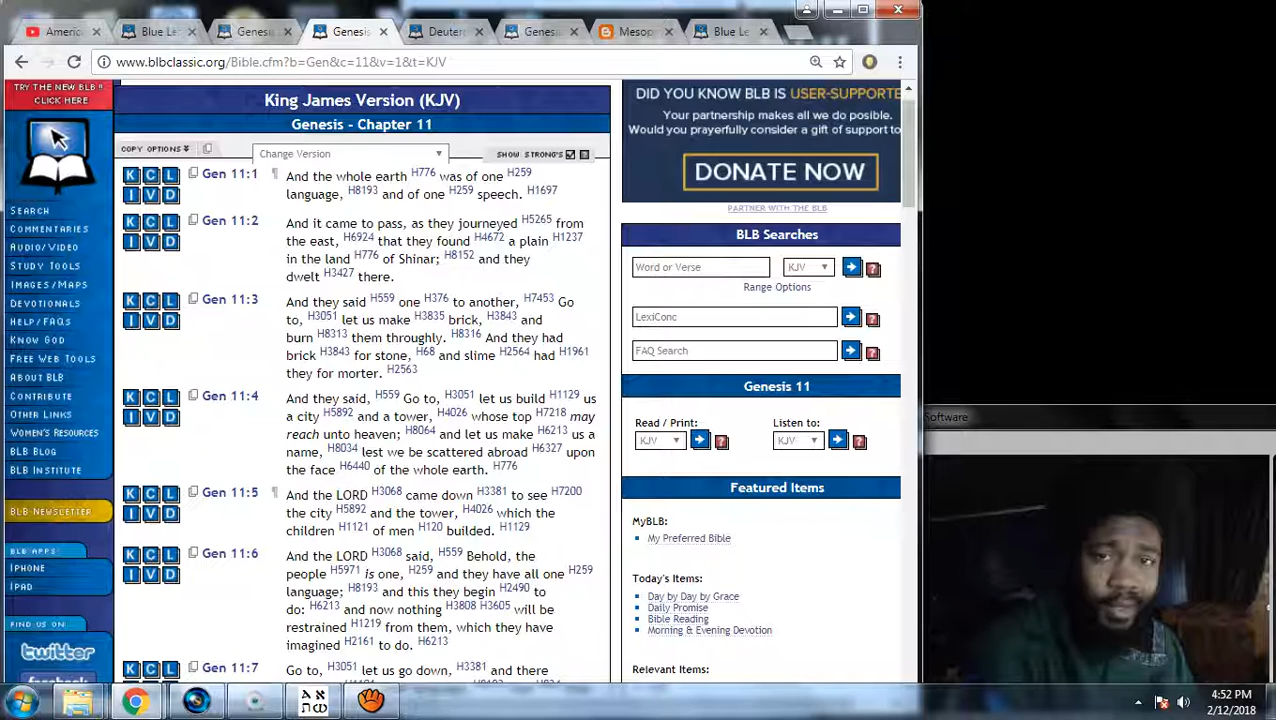 Americ
Blue Le
Genesi
Genesi
Deuter
Genesi
Mesop
Blue Le
www.blbclassic.org/Bible.cfm?b=Gen&c=11&v=1&t=KJV
TRY THE NEW BLB !!
CLICK HERE
SEARCH
COMMENTARIES
AUDIO/VIDEO
STUDY TOOLS
IMAGES/MAPS
DEVOTIONALS
HELP/FAQS
KNOW GOD
FREE WEB TOOLS
ABOUT BLB
CONTRIBUTE
OTHER LINKS
WOMEN'S RESOURCES
BLB BLOG
BLB INSTITUTE
BLB NEWSLETTER
BLB APPS
IPHONE
IPAD
FIND US ON
twitter
facebook
King James Version (KJV)
Genesis - Chapter 11
COPY OPTIONS
Change Version
SHOW STRONG'S
K C L Gen 11:1 ¶ And the whole earth H776 was of one H259
I V D language, H8193 and of one H259 speech. H1697
K C L Gen 11:2 And it came to pass, as they journeyed H5265 from
I V D the east, H6924 that they found H4672 a plain H1237
in the land H776 of Shinar; H8152 and they
dwelt H3427 there.
K C L Gen 11:3 And they said H559 one H376 to another, H7453 Go
I V D to, H3051 let us make H3835 brick, H3843 and
burn H8313 them throughly. H8316 And they had
brick H3843 for stone, H68 and slime H2564 had H1961
they for morter. H2563
K C L Gen 11:4 And they said, H559 Go to, H3051 let us build H1129 us
I V D a city H5892 and a tower, H4026 whose top H7218 may
reach unto heaven; H8064 and let us make H6213 us a
name, H8034 lest we be scattered abroad H6327 upon
the face H6440 of the whole earth. H776
K C L Gen 11:5 ¶ And the LORD H3068 came down H3381 to see H7200
I V D the city H5892 and the tower, H4026 which the
children H1121 of men H120 builded. H1129
K C L Gen 11:6 And the LORD H3068 said, H559 Behold, the
I V D people H5971 is one, H259 and they have all one H259
language; H8193 and this they begin H2490 to
do: H6213 and now nothing H3808 H3605 will be
restrained H1219 from them, which they have
imagined H2161 to do. H6213
K C L Gen 11:7 Go to, H3051 let us go down, H3381 and there
DID YOU KNOW BLB IS USER-SUPPORTE
Your partnership makes all we do posible.
Would you prayerfully consider a gift of support to
DONATE NOW
PARTNER WITH THE BLB
BLB Searches
Word or Verse
KJV
Range Options
LexiConc
FAQ Search
Genesis 11
Read / Print:
Listen to:
KJV
KJV
Featured Items
MyBLB:
My Preferred Bible
Today's Items:
Day by Day by Grace
Daily Promise
Bible Reading
Morning & Evening Devotion
Relevant Items:
Software
4:52 PM
2/12/2018